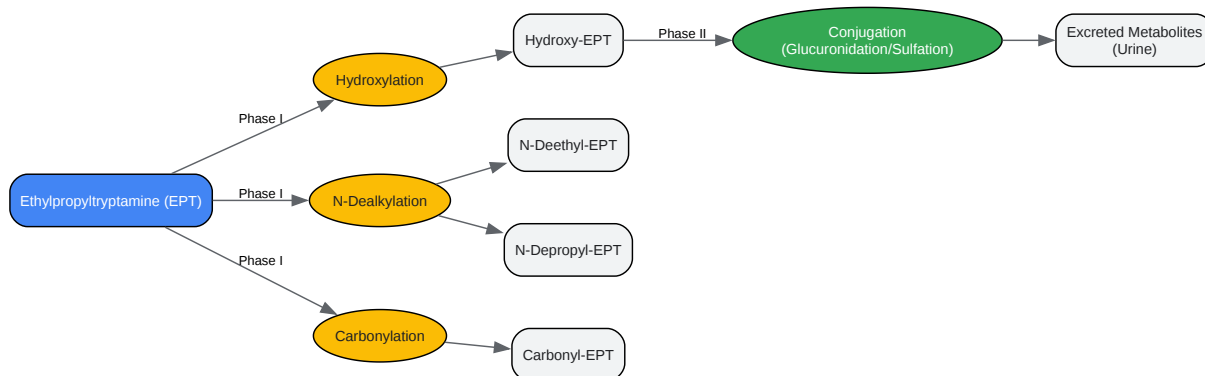 Hydroxy-EPT
Phase II
Conjugation
(Glucuronidation/Sulfation)
Excreted Metabolites
(Urine)
Hydroxylation
Phase I
N-Deethyl-EPT
Ethylpropyltryptamine (EPT)
Phase I
N-Dealkylation
N-Depropyl-EPT
Phase I
Carbonylation
Carbonyl-EPT